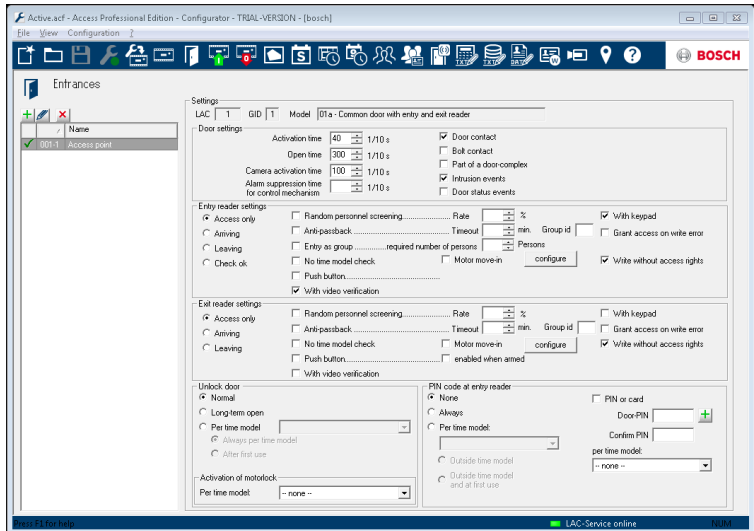 Active.acf - Access Professional Edition - Configurator - TRIAL-VERSION - [bosch]
File View Configuration ?
BOSCH
Entrances
Settings
LAC 1 GID 1 Model 01a - Common door with entry and exit reader
/ Name
001-1 Access point
Door settings
Activation time 40 1/10 s Door contact
Open time 300 1/10 s Bolt contact
Camera activation time 100 1/10 s Part of a door-complex
Alarm suppression time for control mechanism 1/10 s Intrusion events
Door status events
Entry reader settings
Access only Random personnel screening Rate % With keypad
Arriving Anti-passback Timeout min. Group id Grant access on write error
Leaving Entry as group required number of persons Persons
Check ok No time model check Motor move-in configure Write without access rights
Push button
With video verification
Exit reader settings
Access only Random personnel screening Rate % With keypad
Arriving Anti-passback Timeout min. Group id Grant access on write error
Leaving No time model check Motor move-in configure Write without access rights
Push button enabled when armed
With video verification
Unlock door
Normal
Long-term open
Per time model
Always per time model
After first use
Activation of motorlock
Per time model: -- none --
PIN code at entry reader
None PIN or card
Always Door-PIN
Per time model: Confirm PIN
per time model:
Outside time model -- none --
Outside time model
and at first use
Press F1 for help LAC-Service online NUM